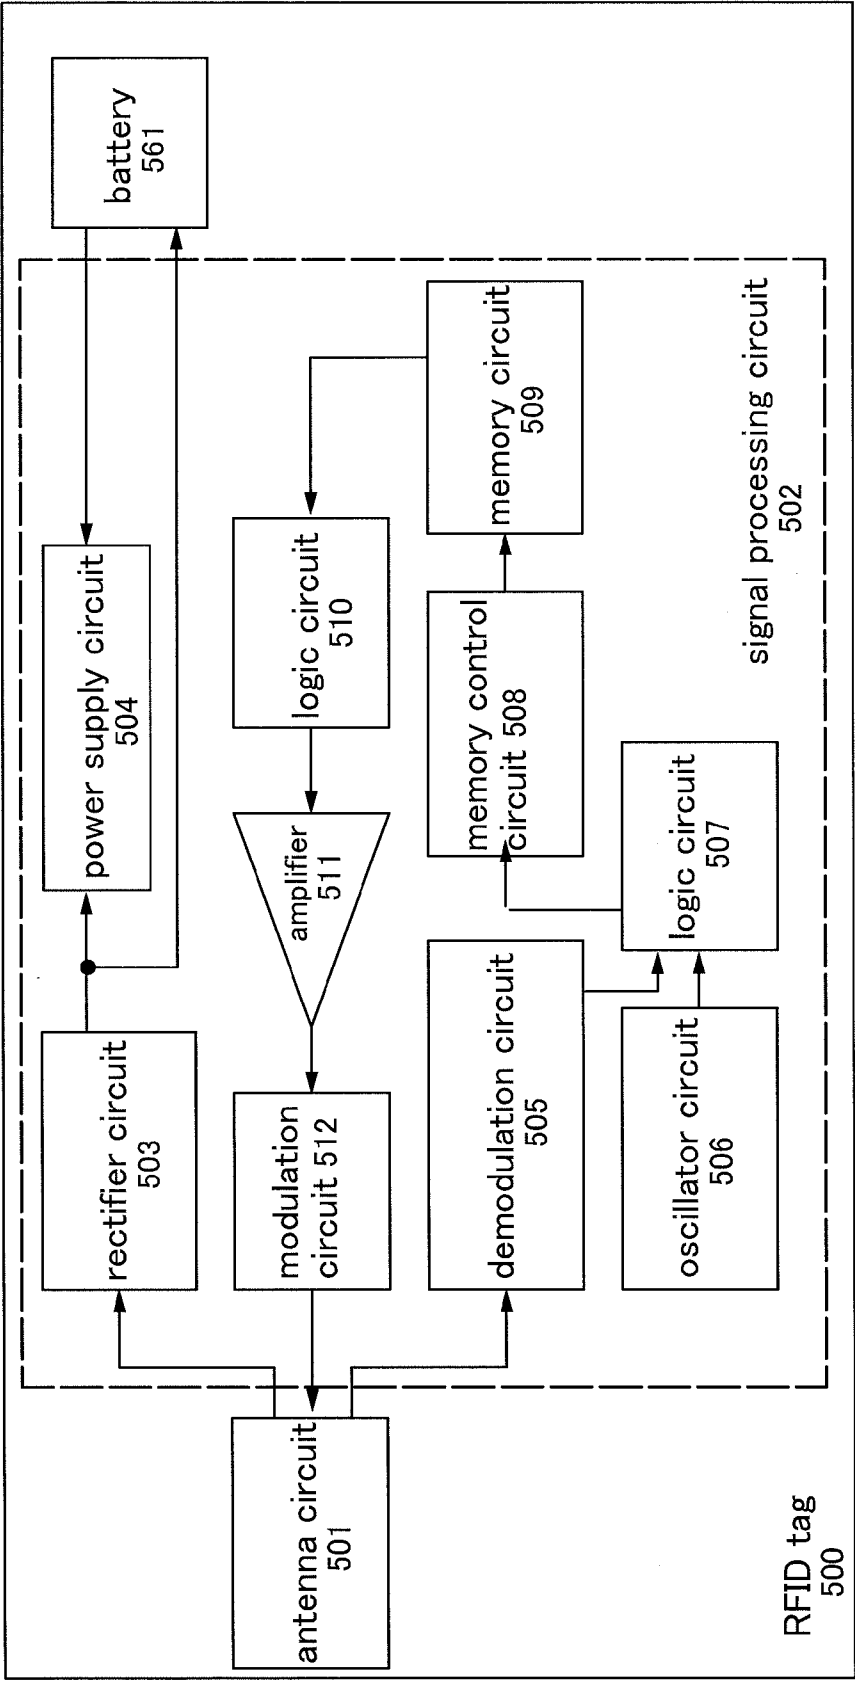 rectifier circuit
503
power supply circuit
504
battery
561
antenna circuit
501
modulation
circuit 512
amplifier
511
logic circuit
510
demodulation circuit
505
memory control
circuit 508
memory circuit
509
oscillator circuit
506
logic circuit
507
signal processing circuit
502
RFID tag
500